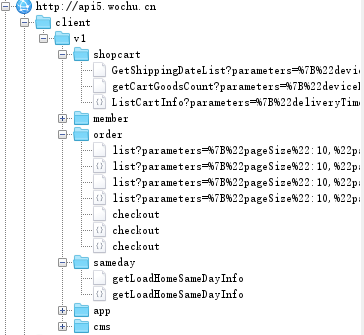 http://api5.wochu.cn
client
v1
shopcart
GetShippingDateList?parameters=%7B%22devic
getCartGoodsCount?parameters=%7B%22deviceI
ListCartInfo?parameters=%7B%22deliveryTime
member
order
list?parameters=%7B%22pageSize%22:10,%22pa
list?parameters=%7B%22pageSize%22:10,%22pa
list?parameters=%7B%22pageSize%22:10,%22pa
list?parameters=%7B%22pageSize%22:10,%22pa
checkout
checkout
checkout
sameday
getLoadHomeSameDayInfo
getLoadHomeSameDayInfo
app
cms